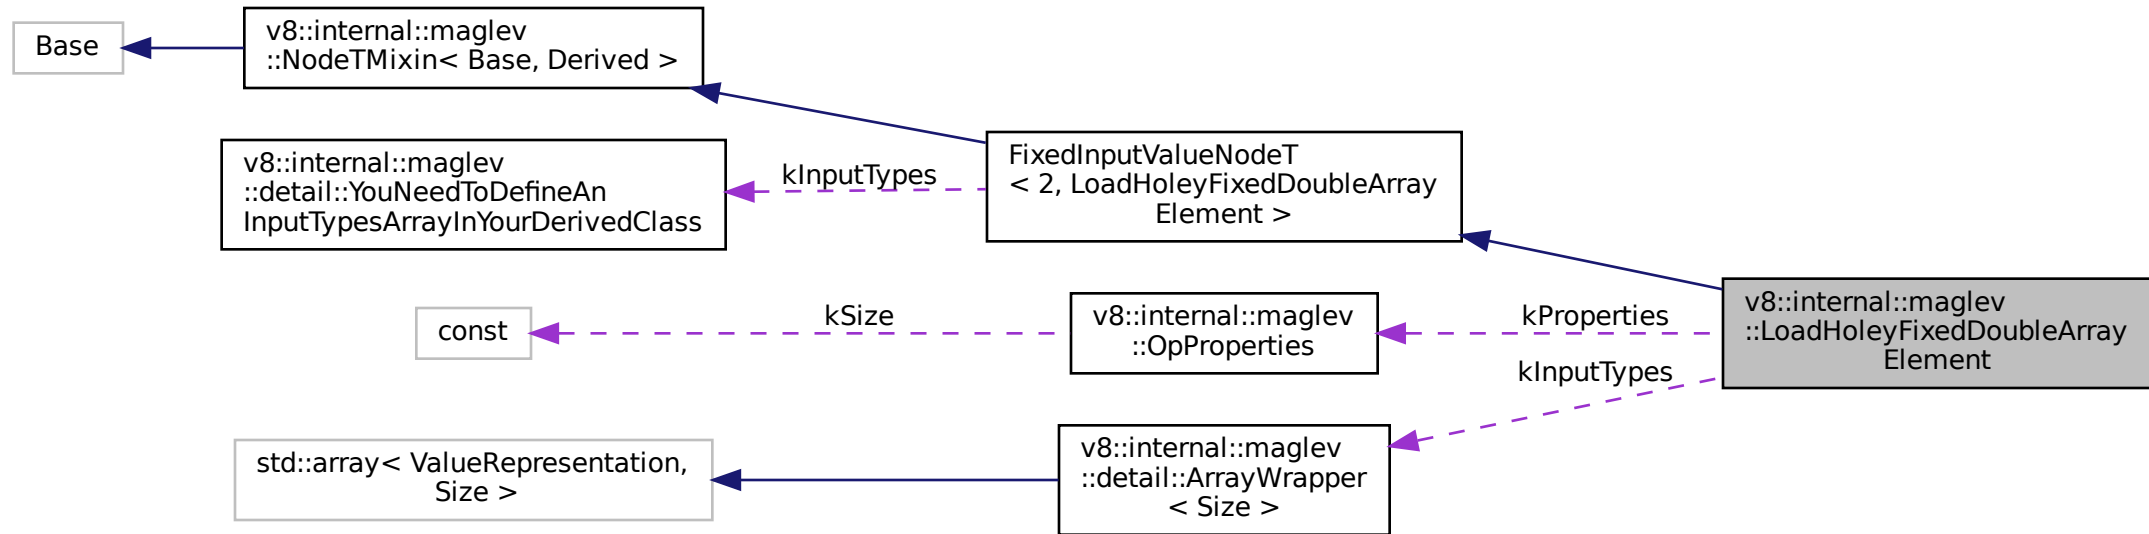 Base
v8::internal::maglev
::NodeTMixin< Base, Derived >
v8::internal::maglev
::detail::YouNeedToDefineAn
InputTypesArrayInYourDerivedClass
kInputTypes
FixedInputValueNodeT
< 2, LoadHoleyFixedDoubleArray
Element >
const
kSize
v8::internal::maglev
::OpProperties
kProperties
v8::internal::maglev
::LoadHoleyFixedDoubleArray
Element
kInputTypes
std::array< ValueRepresentation,
Size >
v8::internal::maglev
::detail::ArrayWrapper
< Size >